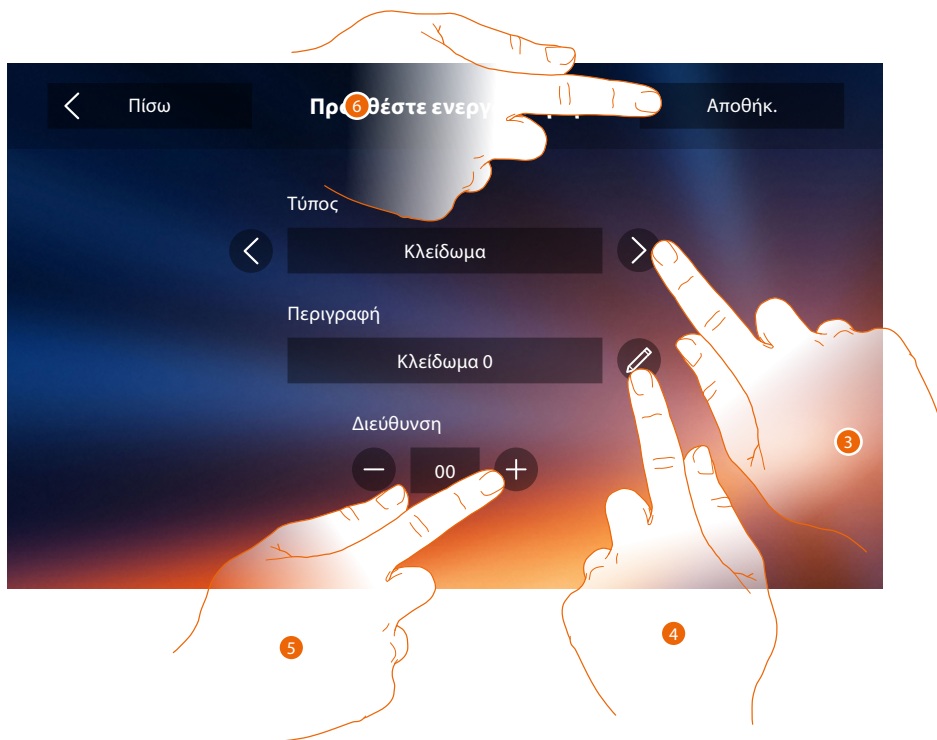 Πίσω
6
Αποθήκ.
Τύπος
Κλείδωμα
Περιγραφή
Κλείδωμα 0
Διεύθυνση
3
00
4
5